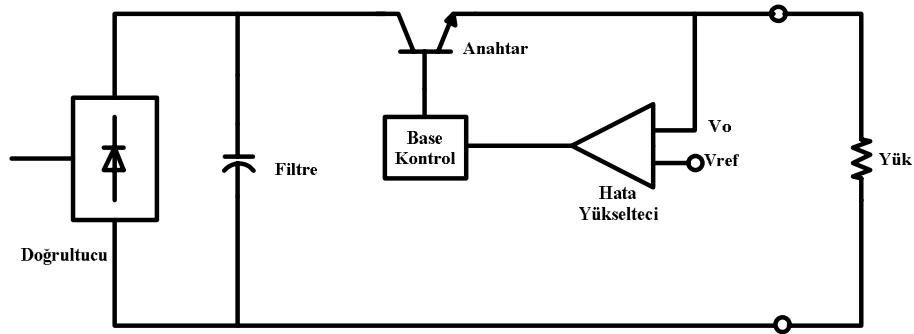 Anahtar
Base
Kontrol
Vo
Vref
Yük
Filtre
Hata
Yükselteci
Doğrultucu